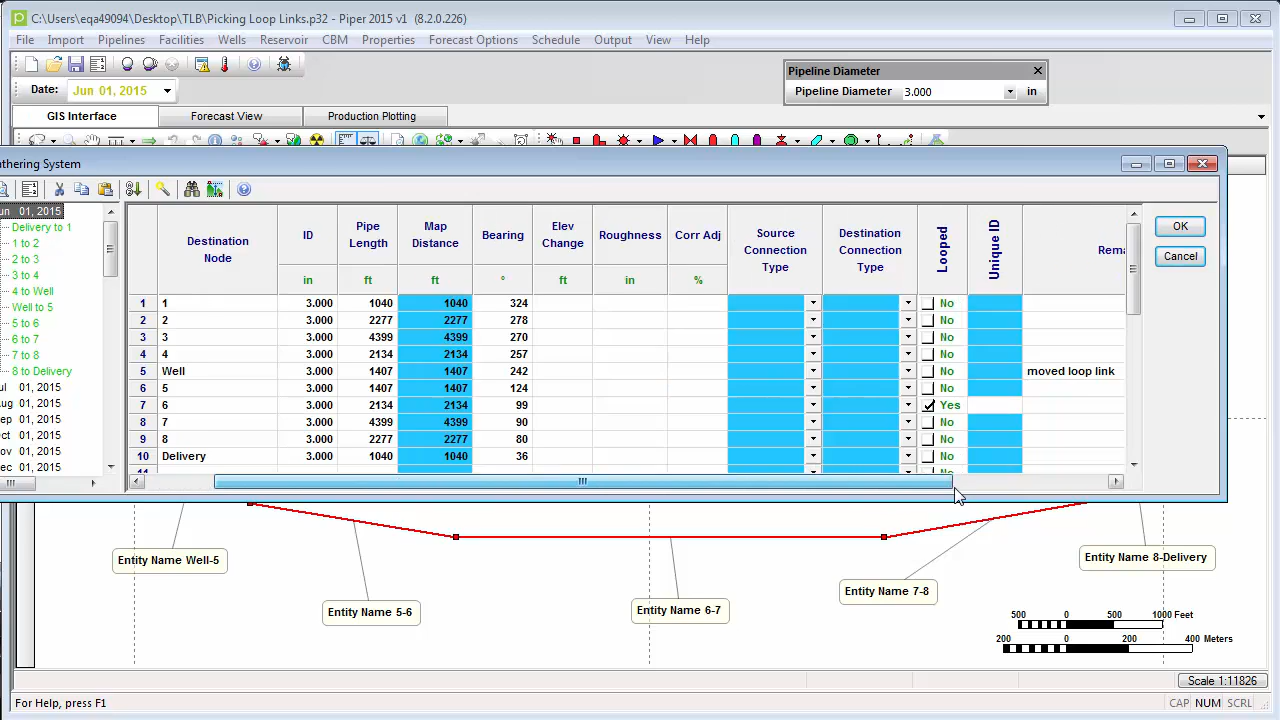 C:\Users\eqa49094\Desktop\TLB\Picking Loop Links.p32 - Piper 2015 v1 (8.2.0.226)
File Import Pipelines Facilities Wells Reservoir CBM Properties Forecast Options Schedule Output View Help
Pipeline Diameter
Date: Jun 01, 2015
Pipeline Diameter 3.000 in
GIS Interface Forecast View Production Plotting
athering System
Destination Node ID Pipe Length Map Distance Bearing Elev Change Roughness Corr Adj Source Connection Type Destination Connection Type Looped Unique ID Rema
in ft ft ° ft in %
1 1 3.000 1040 1040 324 No
2 2 3.000 2277 2277 278 No
3 3 3.000 4399 4399 270 No
4 4 3.000 2134 2134 257 No
5 Well 3.000 1407 1407 242 No moved loop link
6 5 3.000 1407 1407 124 No
7 6 3.000 2134 2134 99 Yes
8 7 3.000 4399 4399 90 No
9 8 3.000 2277 2277 80 No
10 Delivery 3.000 1040 1040 36 No
11 No
un 01, 2015
Delivery to 1
1 to 2
2 to 3
3 to 4
4 to Well
Well to 5
5 to 6
6 to 7
7 to 8
8 to Delivery
ul 01, 2015
ug 01, 2015
ep 01, 2015
ct 01, 2015
ov 01, 2015
ec 01, 2015
OK
Cancel
Entity Name Well-5
Entity Name 5-6
Entity Name 6-7
Entity Name 7-8
Entity Name 8-Delivery
500 0 500 1000 Feet
200 0 200 400 Meters
Scale 1:11826
For Help, press F1
CAP NUM SCRL